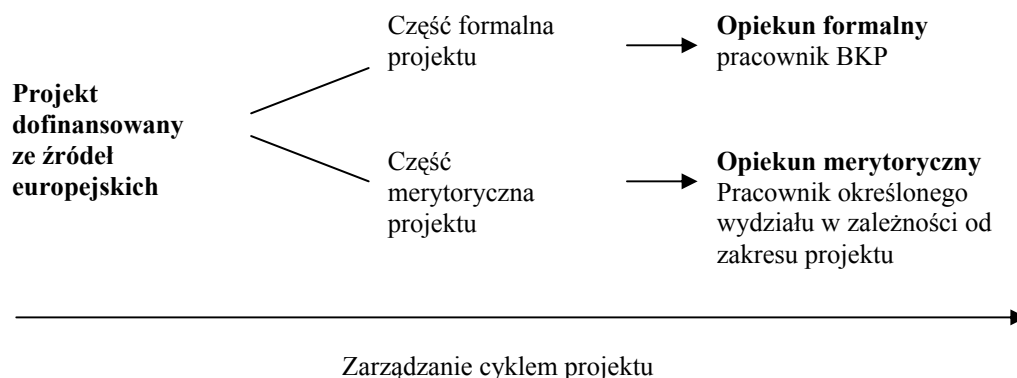 Projekt
dofinansowany
ze źródeł
europejskich
Część formalna
projektu
Opiekun formalny
pracownik BKP
Część
merytoryczna
projektu
Opiekun merytoryczny
Pracownik określonego
wydziału w zależności od
zakresu projektu
Zarządzanie cyklem projektu